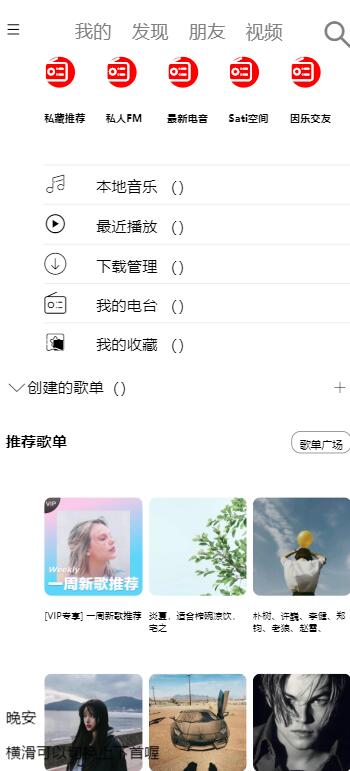 我的 发现 朋友 视频
私藏推荐 私人FM 最新电音 Sati空间 因乐交友
本地音乐 ()
最近播放 ()
下载管理 ()
我的电台 ()
我的收藏 ()
创建的歌单 ()
推荐歌单 歌单广场
VIP
Weekly
一周新歌推荐
[VIP专享] 一周新歌推荐
炎夏，适合榨碗凉饮，
宅之
朴树、许巍、李健、郑
钧、老狼、赵雷、
晚安
横滑可以切换上下首喔